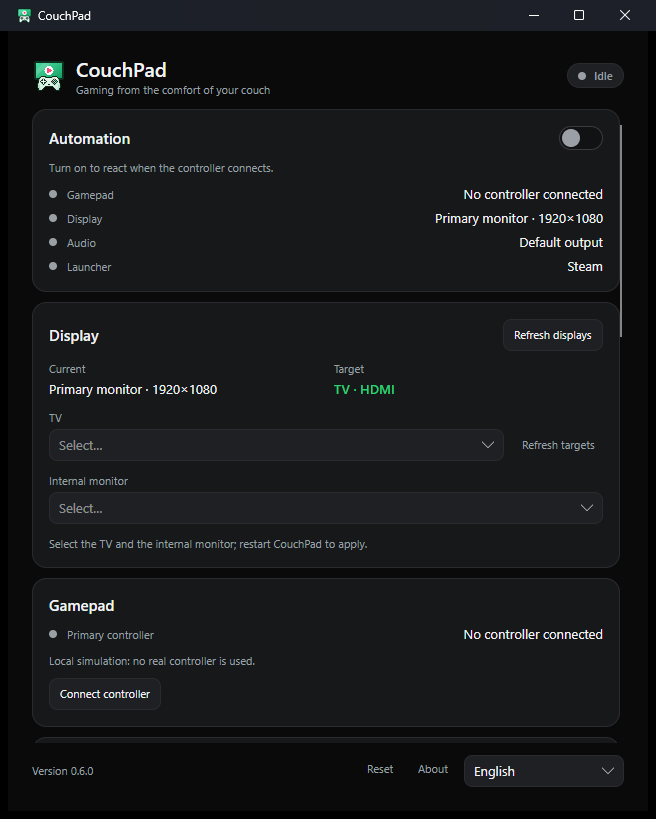 CouchPad
CouchPad
Gaming from the comfort of your couch
Idle
Automation
Turn on to react when the controller connects.
Gamepad No controller connected
Display Primary monitor · 1920×1080
Audio Default output
Launcher Steam
Display Refresh displays
Current Target
Primary monitor · 1920×1080 TV · HDMI
TV
Select... Refresh targets
Internal monitor
Select...
Select the TV and the internal monitor; restart CouchPad to apply.
Gamepad
Primary controller No controller connected
Local simulation: no real controller is used.
Connect controller
Version 0.6.0 Reset About English